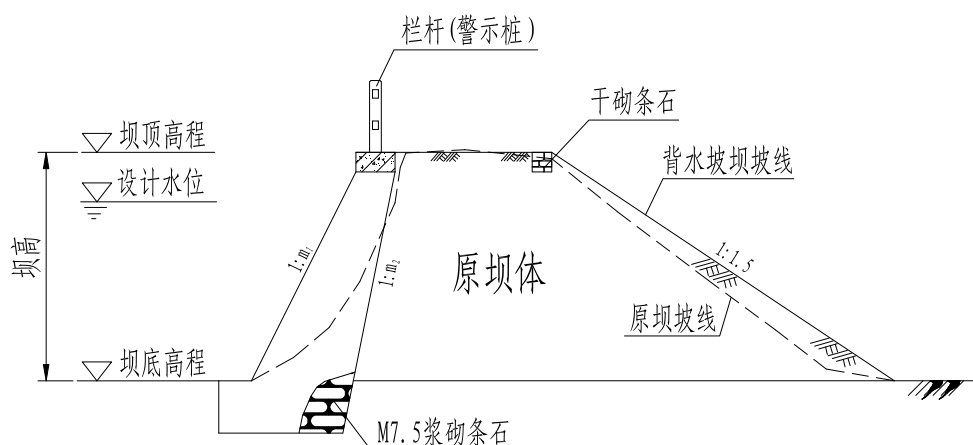 栏杆(警示桩)
干砌条石
坝顶高程
背水坡坝坡线
设计水位
坝高
1:m₁
1:m₂
原坝体
1:1.5
原坝坡线
坝底高程
M7.5浆砌条石